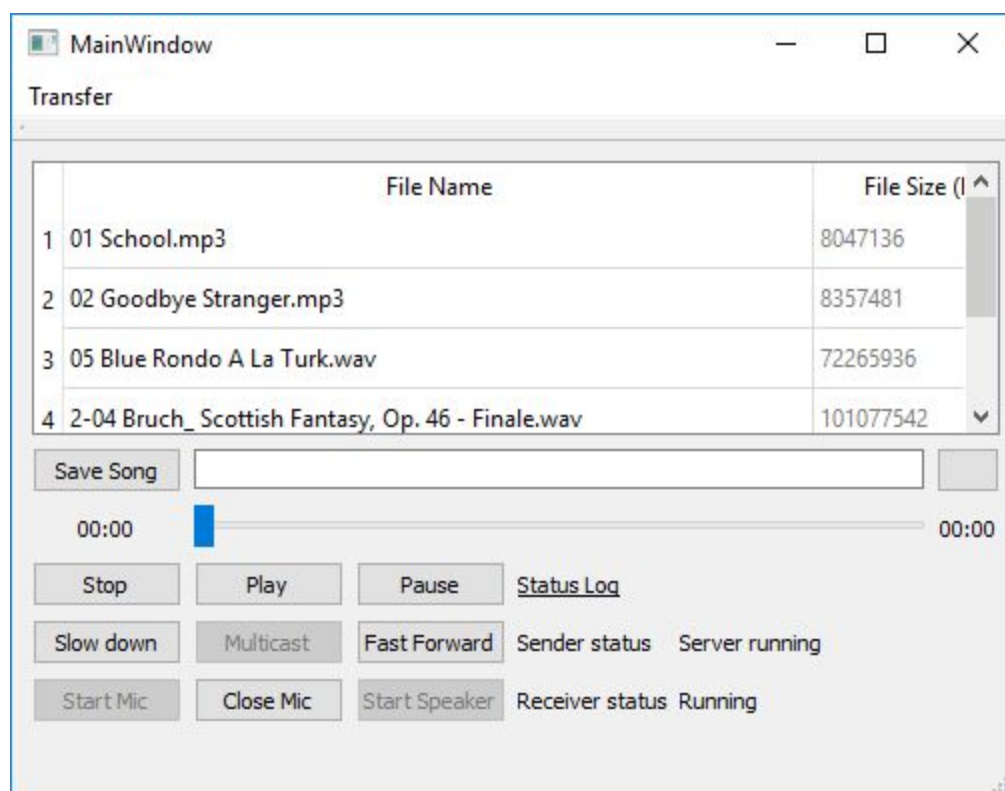 MainWindow
Transfer
File Name File Size (
1 01 School.mp3 8047136
2 02 Goodbye Stranger.mp3 8357481
3 05 Blue Rondo A La Turk.wav 72265936
4 2-04 Bruch_ Scottish Fantasy, Op. 46 - Finale.wav 101077542
Save Song
00:00 00:00
Stop Play Pause Status Log
Slow down Multicast Fast Forward Sender status Server running
Start Mic Close Mic Start Speaker Receiver status Running